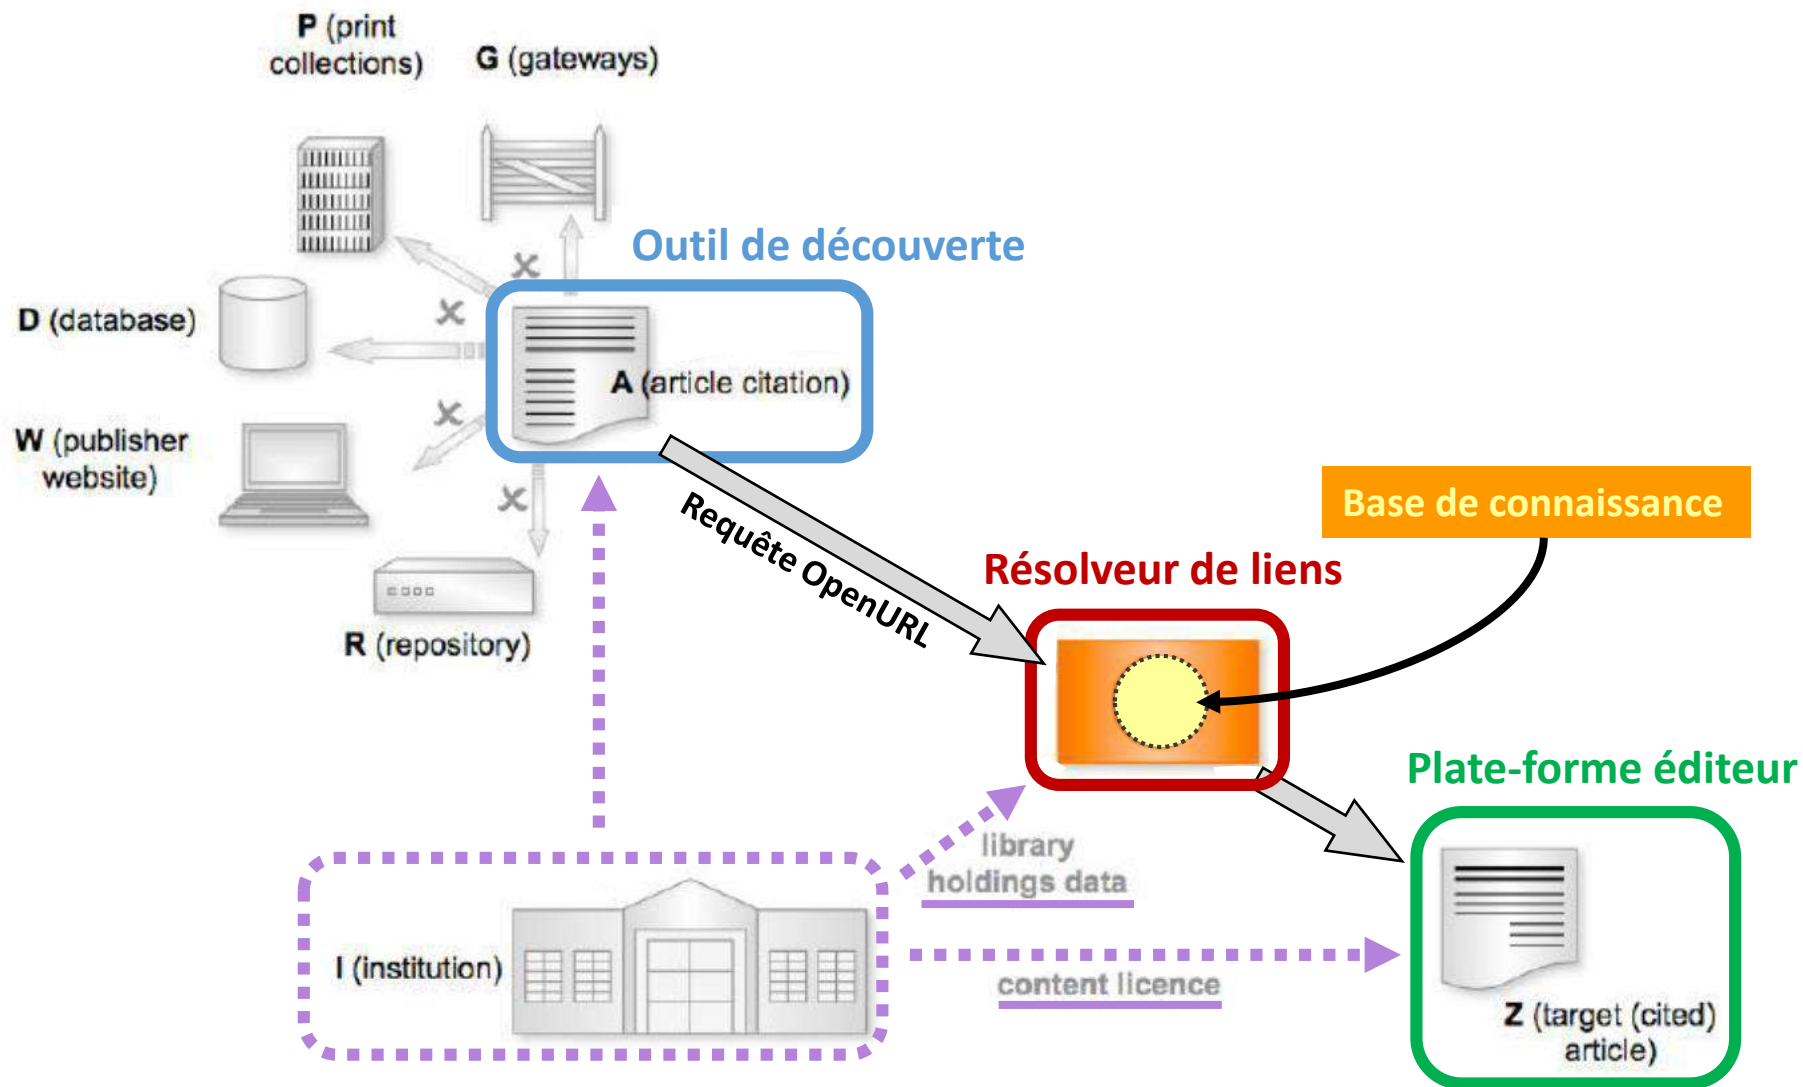 P (print
collections)
G (gateways)
Outil de découverte
D (database)
A (article citation)
W (publisher
website)
Requête OpenURL
Base de connaissance
Résolveur de liens
R (repository)
Plate-forme éditeur
library
holdings data
I (institution)
content licence
Z (target (cited)
article)